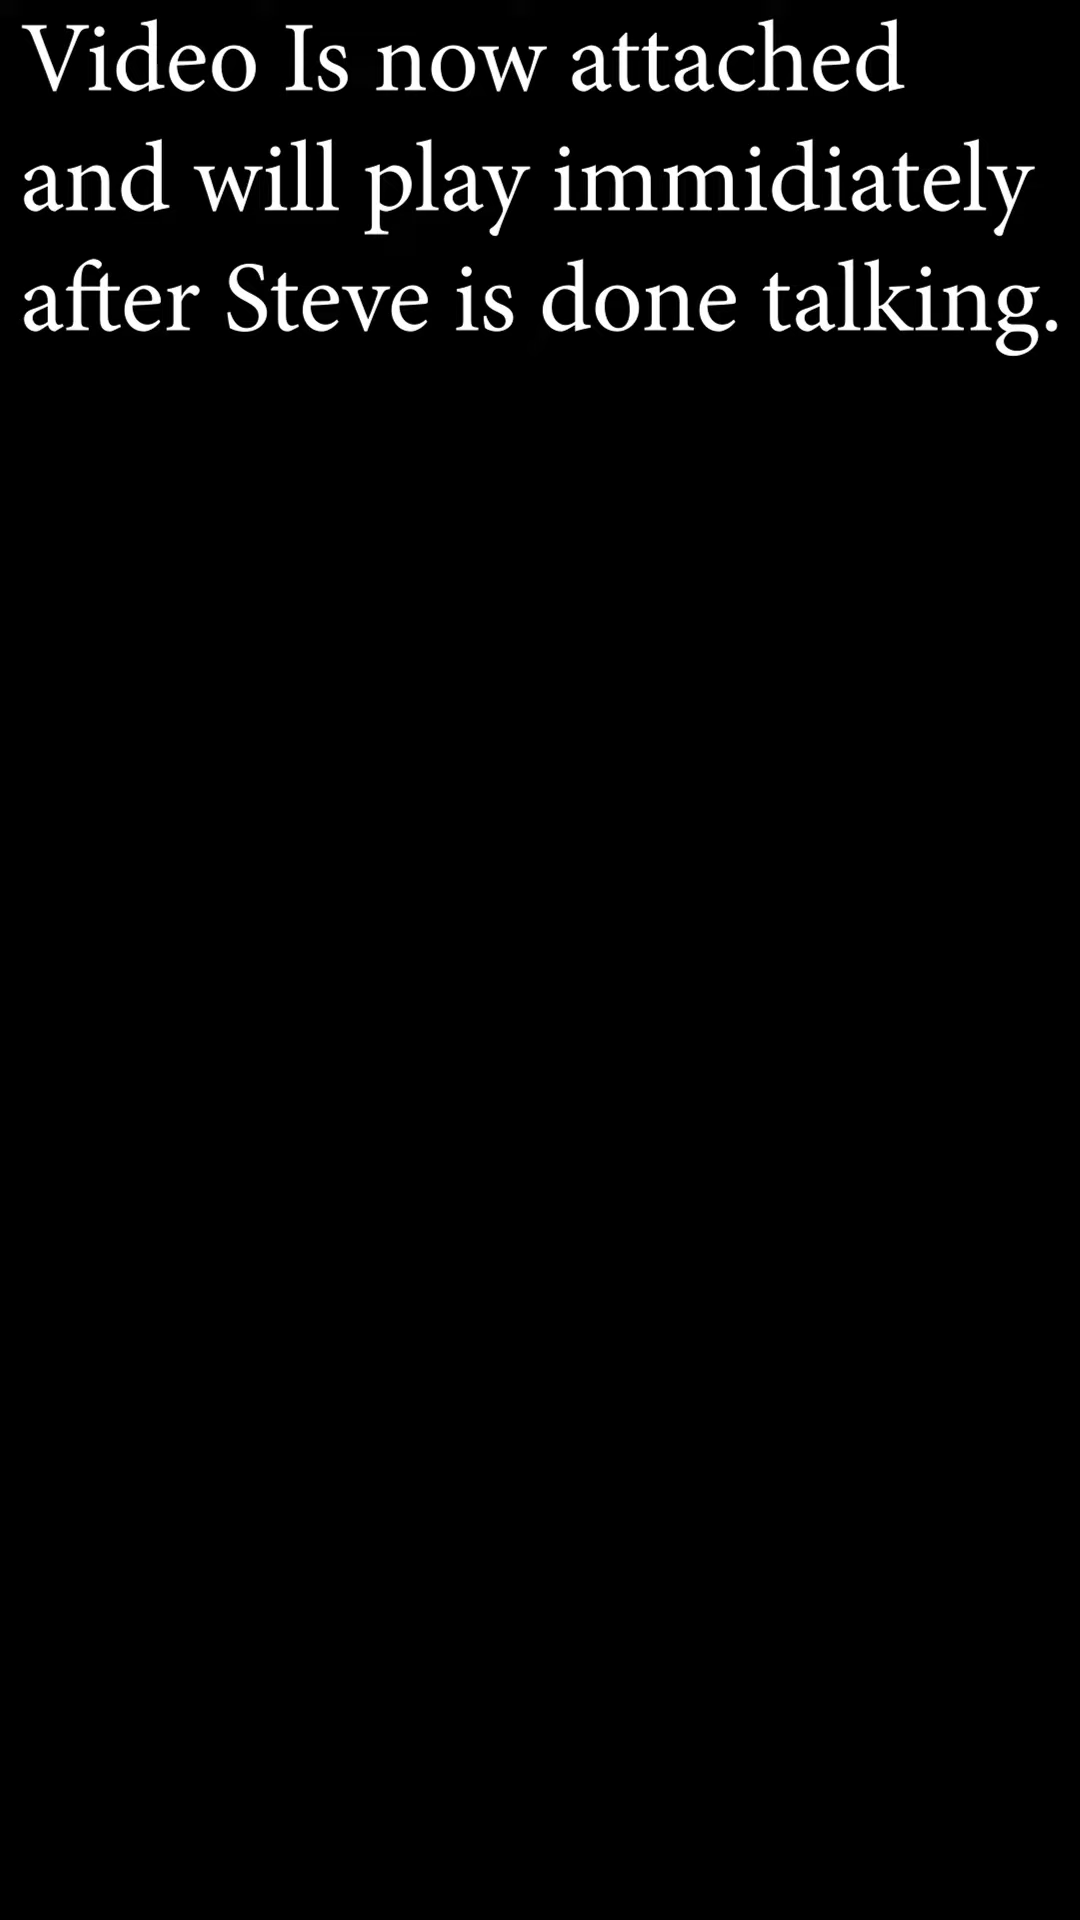 Video Is now attached
and will play immidiately
after Steve is done talking.